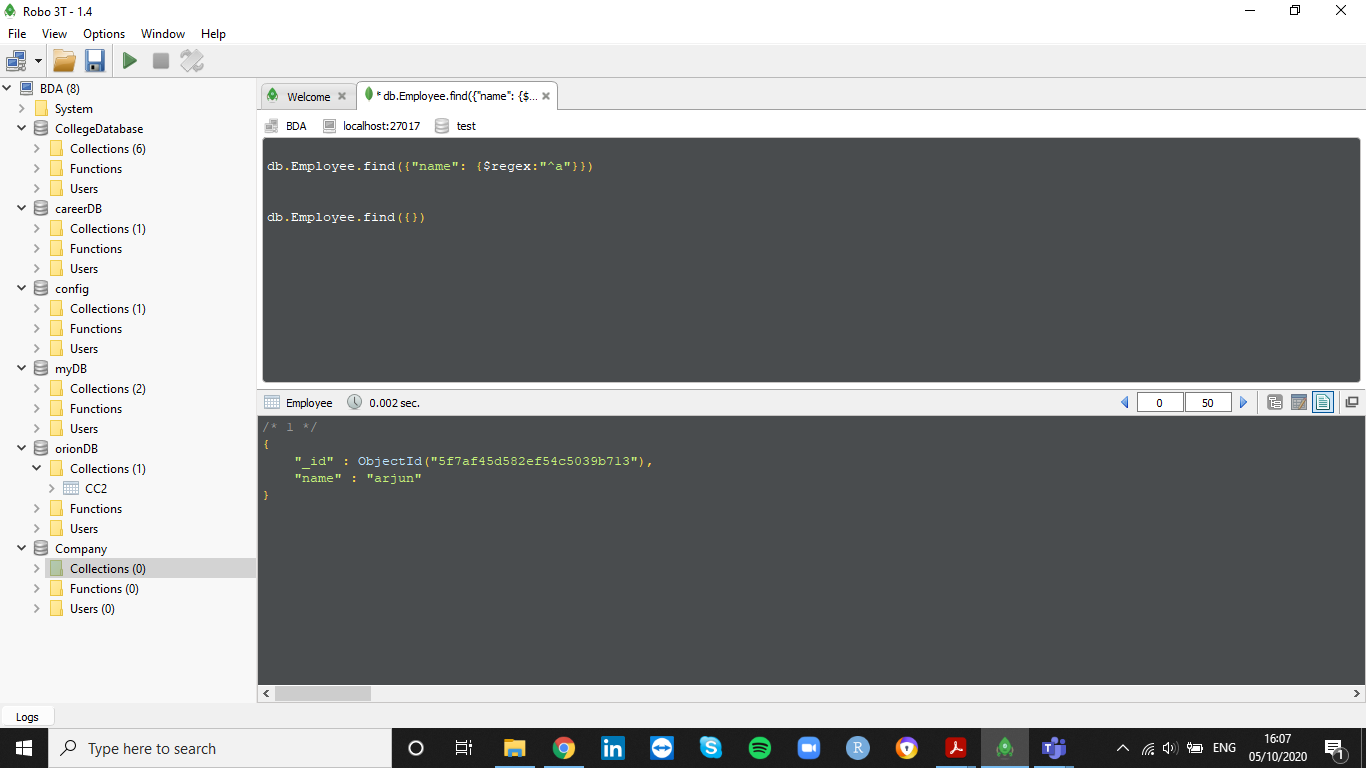 Robo 3T - 1.4
File View Options Window Help
BDA (8)
System
CollegeDatabase
Collections (6)
Functions
Users
careerDB
Collections (1)
Functions
Users
config
Collections (1)
Functions
Users
myDB
Collections (2)
Functions
Users
orionDB
Collections (1)
CC2
Functions
Users
Company
Collections (0)
Functions (0)
Users (0)
Welcome * db.Employee.find({"name": {$...
BDA localhost:27017 test
db.Employee.find({"name": {$regex:"^a"}})
db.Employee.find({})
Employee 0.002 sec. 0 50
/* 1 */
{
"_id" : ObjectId("5f7af45d582ef54c5039b713"),
"name" : "arjun"
}
Logs
Type here to search
in
S
R
ENG
16:07
05/10/2020
1